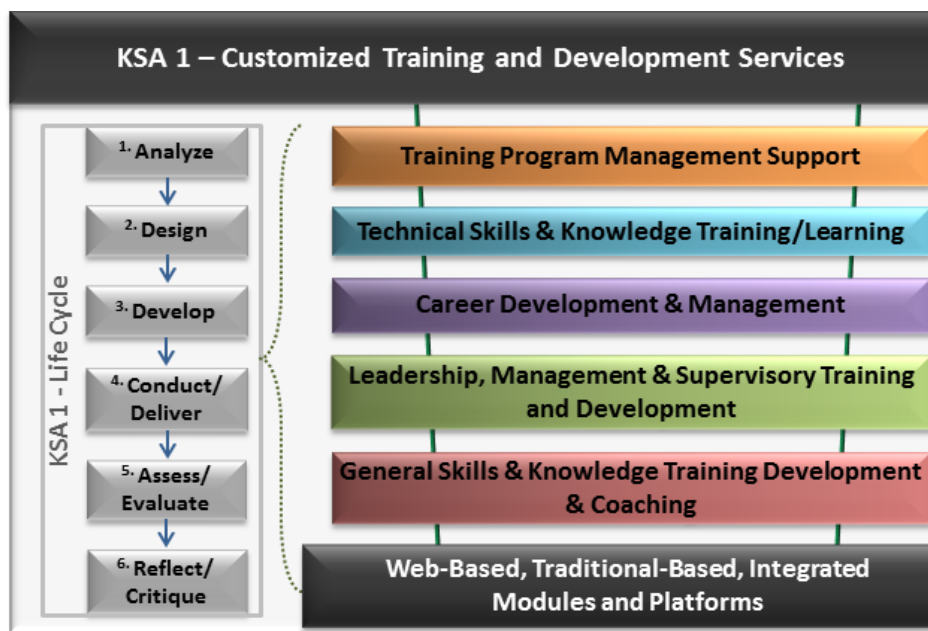 KSA 1 – Customized Training and Development Services
KSA 1 - Life Cycle
1. Analyze
2. Design
3. Develop
4. Conduct/
Deliver
5. Assess/
Evaluate
6. Reflect/
Critique
Training Program Management Support
Technical Skills & Knowledge Training/Learning
Career Development & Management
Leadership, Management & Supervisory Training
and Development
General Skills & Knowledge Training Development
& Coaching
Web-Based, Traditional-Based, Integrated
Modules and Platforms